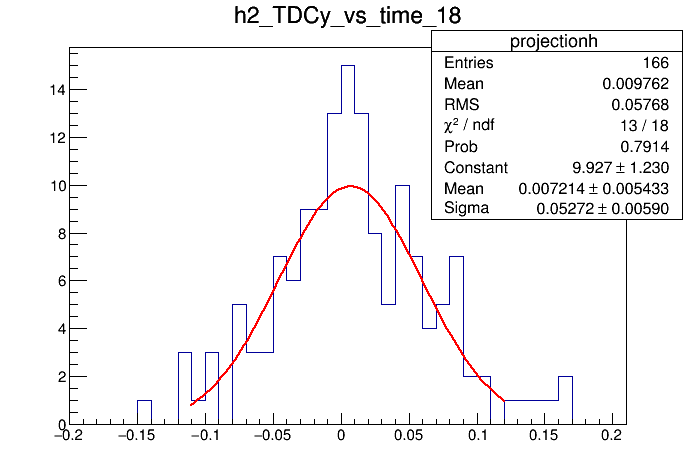 h2_TDCy_vs_time_18
projectionh
Entries 166
Mean 0.009762
RMS 0.05768
χ² / ndf 13 / 18
Prob 0.7914
Constant 9.927 ± 1.230
Mean 0.007214 ± 0.005433
Sigma 0.05272 ± 0.00590
14
12
10
8
6
4
2
0
−0.2 −0.15 −0.1 −0.05 0 0.05 0.1 0.15 0.2